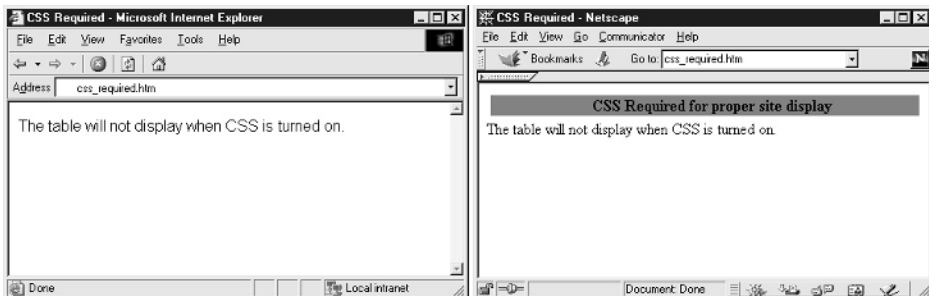 CSS Required - Microsoft Internet Explorer
File Edit View Favorites Tools Help
Address css_required.htm
The table will not display when CSS is turned on.
Done Local intranet
CSS Required - Netscape
File Edit View Go Communicator Help
Bookmarks Go to: css_required.htm
N
CSS Required for proper site display
The table will not display when CSS is turned on.
Document: Done